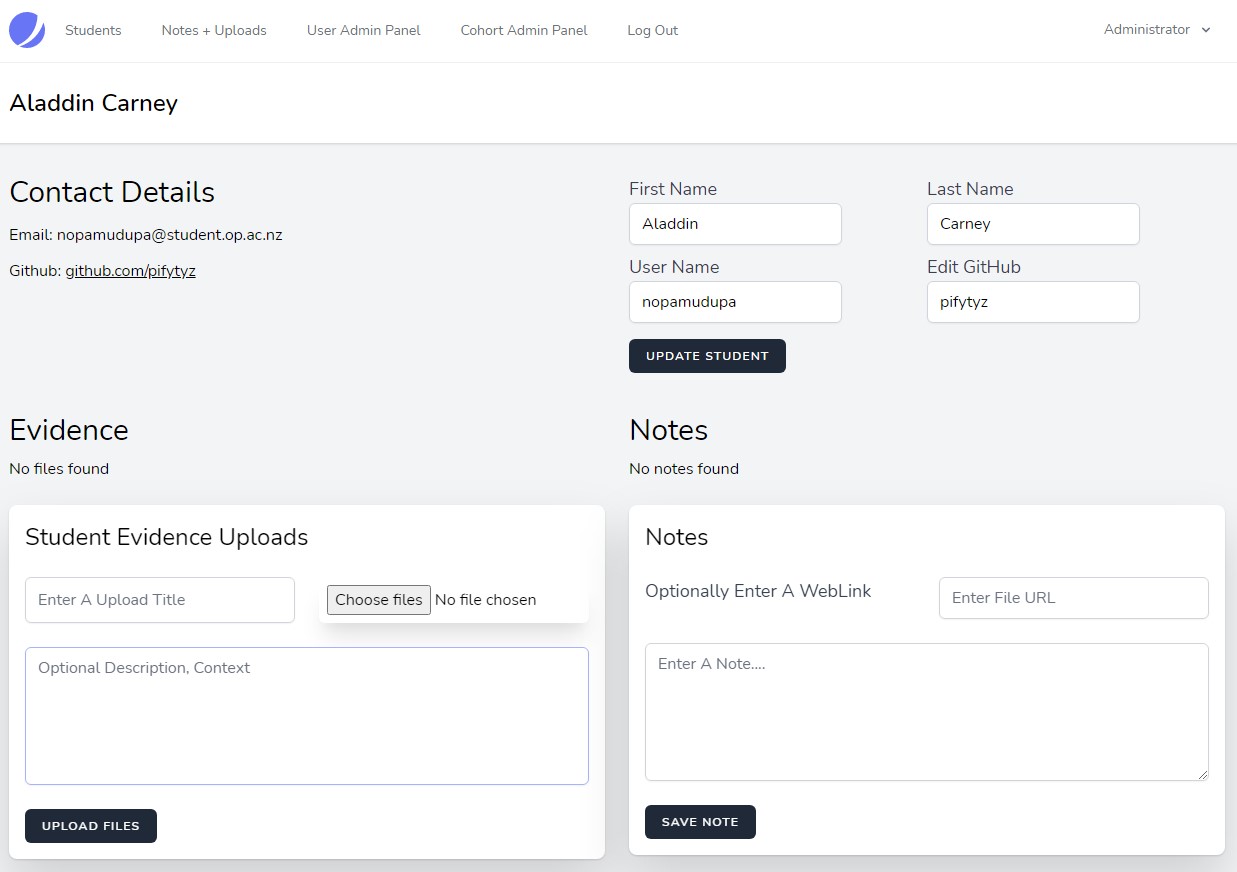 Students Notes + Uploads User Admin Panel Cohort Admin Panel Log Out Administrator
Aladdin Carney
Contact Details
Email: nopamudupa@student.op.ac.nz
Github: github.com/pifytyz
First Name Last Name
Aladdin Carney
User Name Edit GitHub
nopamudupa pifytyz
UPDATE STUDENT
Evidence
No files found
Notes
No notes found
Student Evidence Uploads
Enter A Upload Title Choose files No file chosen
Optional Description, Context
UPLOAD FILES
Notes
Optionally Enter A WebLink Enter File URL
Enter A Note....
SAVE NOTE